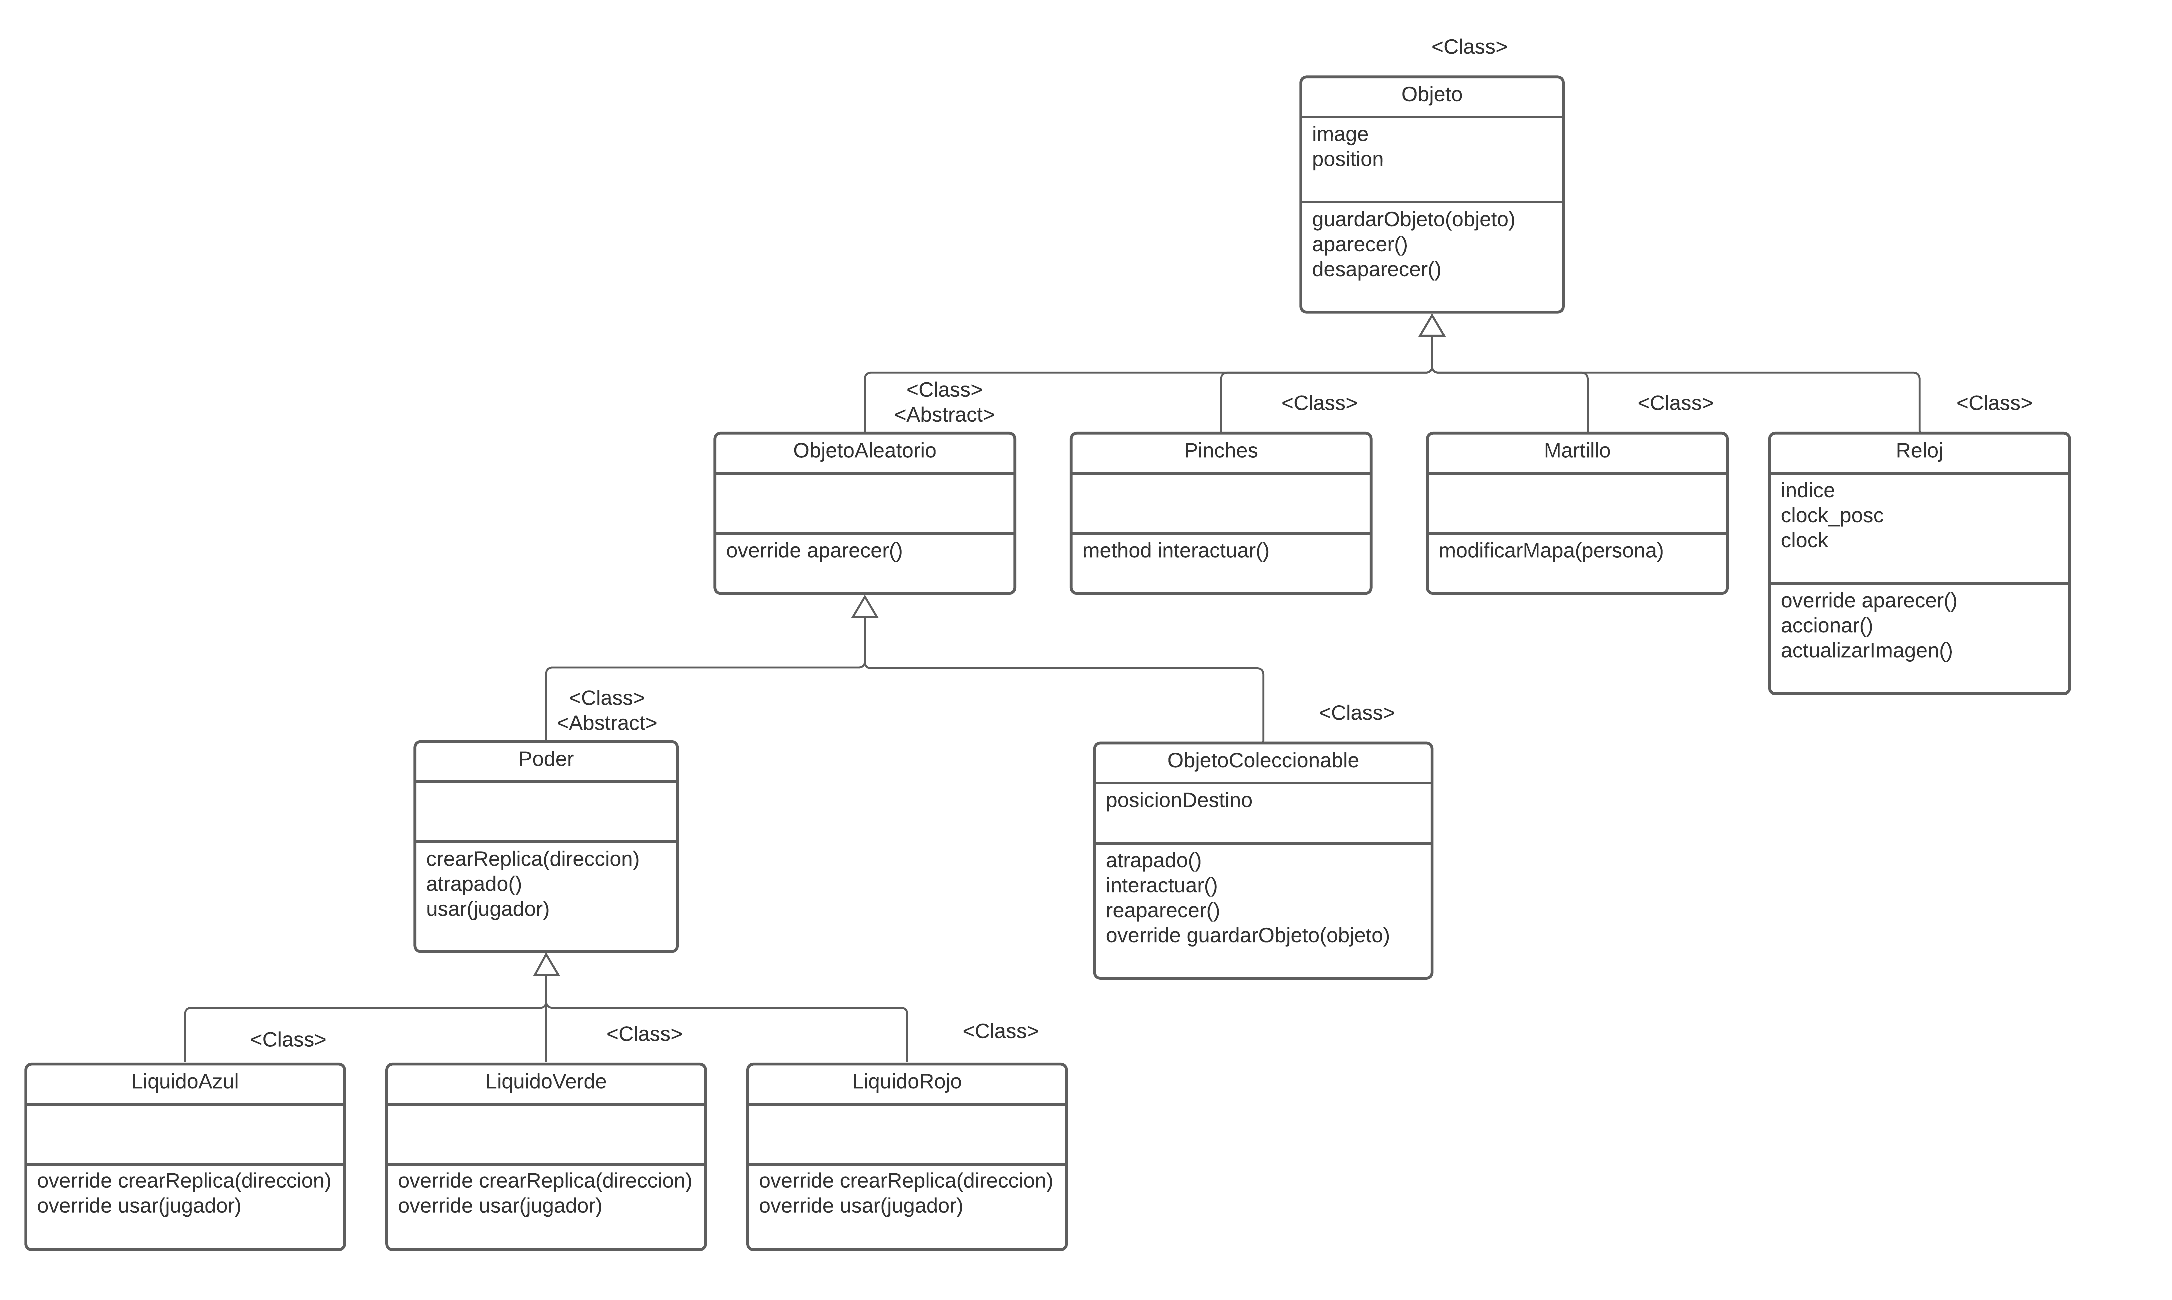 <Class>
Objeto
image
position
guardarObjeto(objeto)
aparecer()
desaparecer()
<Class>
<Abstract>
ObjetoAleatorio
override aparecer()
<Class>
Pinches
method interactuar()
<Class>
Martillo
modificarMapa(persona)
<Class>
Reloj
indice
clock_posc
clock
override aparecer()
accionar()
actualizarImagen()
<Class>
<Abstract>
Poder
crearReplica(direccion)
atrapado()
usar(jugador)
<Class>
ObjetoColeccionable
posicionDestino
atrapado()
interactuar()
reaparecer()
override guardarObjeto(objeto)
<Class>
LiquidoAzul
override crearReplica(direccion)
override usar(jugador)
<Class>
LiquidoVerde
override crearReplica(direccion)
override usar(jugador)
<Class>
LiquidoRojo
override crearReplica(direccion)
override usar(jugador)